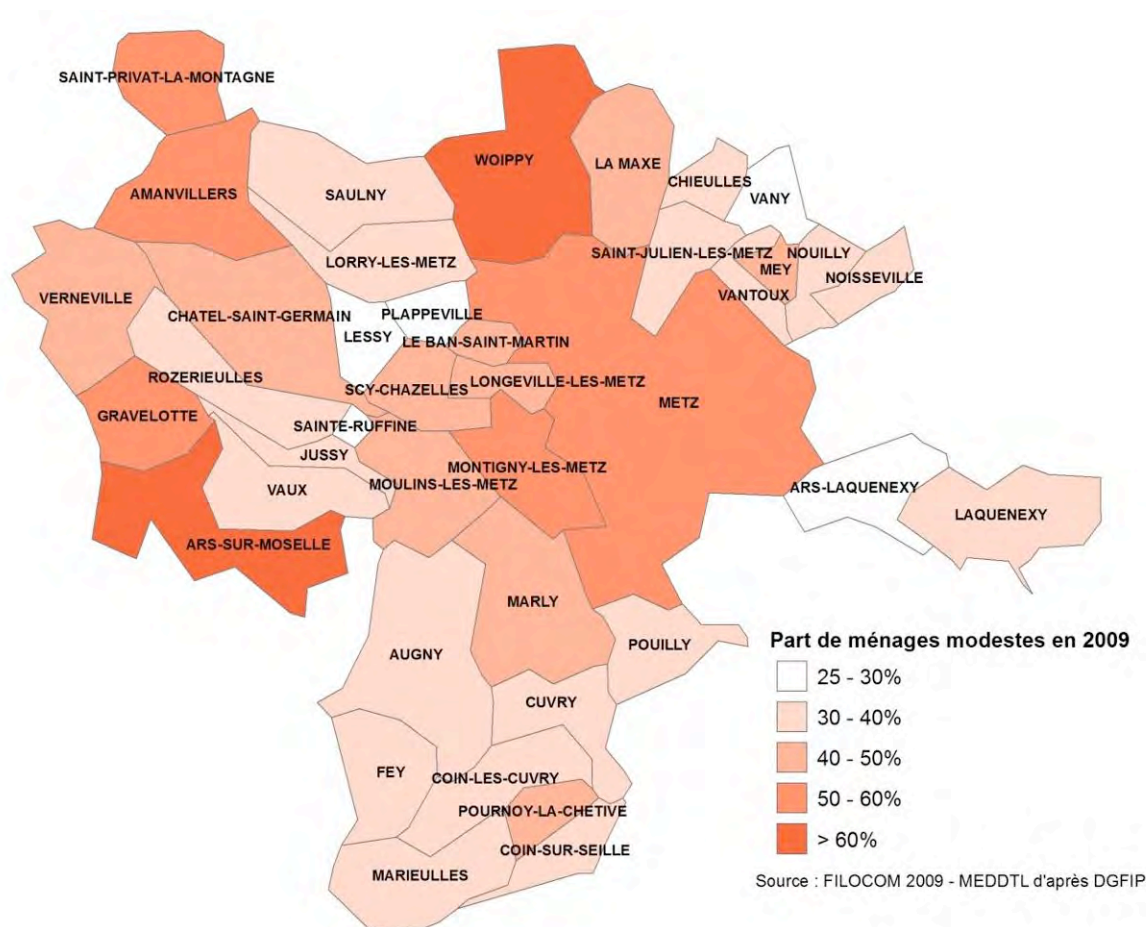 SAINT-PRIVAT-LA-MONTAGNE
WOIPPY
LA MAXE
CHIEULLES
AMANVILLERS
SAULNY
VANY
SAINT-JULIEN-LES-METZ
NOUILLY
MEY
NOISSEVILLE
LORRY-LES-METZ
VANTOUX
VERNEVILLE
CHATEL-SAINT-GERMAIN
PLAPPEVILLE
LESSY
LE BAN-SAINT-MARTIN
ROZERIEULLES
SCY-CHAZELLES
LONGEVILLE-LES-METZ
METZ
GRAVELOTTE
SAINTE-RUFFINE
JUSSY
MONTIGNY-LES-METZ
VAUX
MOULINS-LES-METZ
ARS-LAQUENEXY
LAQUENEXY
ARS-SUR-MOSELLE
MARLY
AUGNY
POUILLY
CUVRY
FEY
COIN-LES-CUVRY
POURNOY-LA-CHETIVE
COIN-SUR-SEILLE
MARIEULLES
Part de ménages modestes en 2009
25 - 30%
30 - 40%
40 - 50%
50 - 60%
> 60%
Source : FILOCOM 2009 - MEDDTL d'après DGFIP